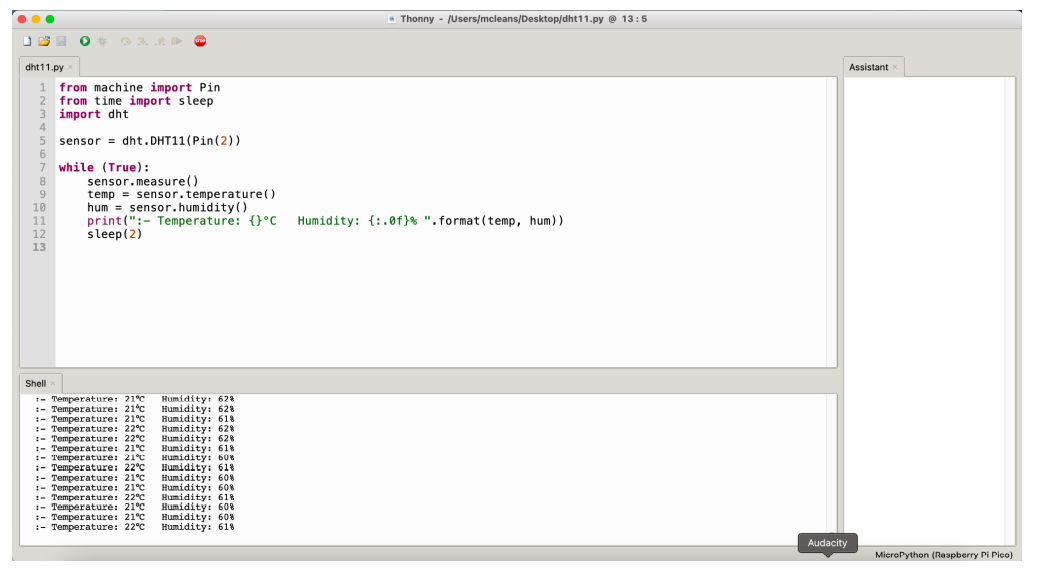 Thonny - /Users/mcleans/Desktop/dht11.py @ 13 : 5
STOP
dht11.py ×
1 from machine import Pin
2 from time import sleep
3 import dht
4
5 sensor = dht.DHT11(Pin(2))
6
7 while (True):
8     sensor.measure()
9     temp = sensor.temperature()
10     hum = sensor.humidity()
11     print(":- Temperature: {}°C   Humidity: {:.0f}% ".format(temp, hum))
12     sleep(2)
13
Assistant ×
Shell ×
:- Temperature: 21°C   Humidity: 62%
:- Temperature: 21°C   Humidity: 62%
:- Temperature: 21°C   Humidity: 61%
:- Temperature: 22°C   Humidity: 62%
:- Temperature: 22°C   Humidity: 62%
:- Temperature: 21°C   Humidity: 61%
:- Temperature: 21°C   Humidity: 60%
:- Temperature: 22°C   Humidity: 61%
:- Temperature: 21°C   Humidity: 60%
:- Temperature: 21°C   Humidity: 60%
:- Temperature: 22°C   Humidity: 61%
:- Temperature: 21°C   Humidity: 60%
:- Temperature: 21°C   Humidity: 60%
:- Temperature: 22°C   Humidity: 61%
Audacity
MicroPython (Raspberry Pi Pico)